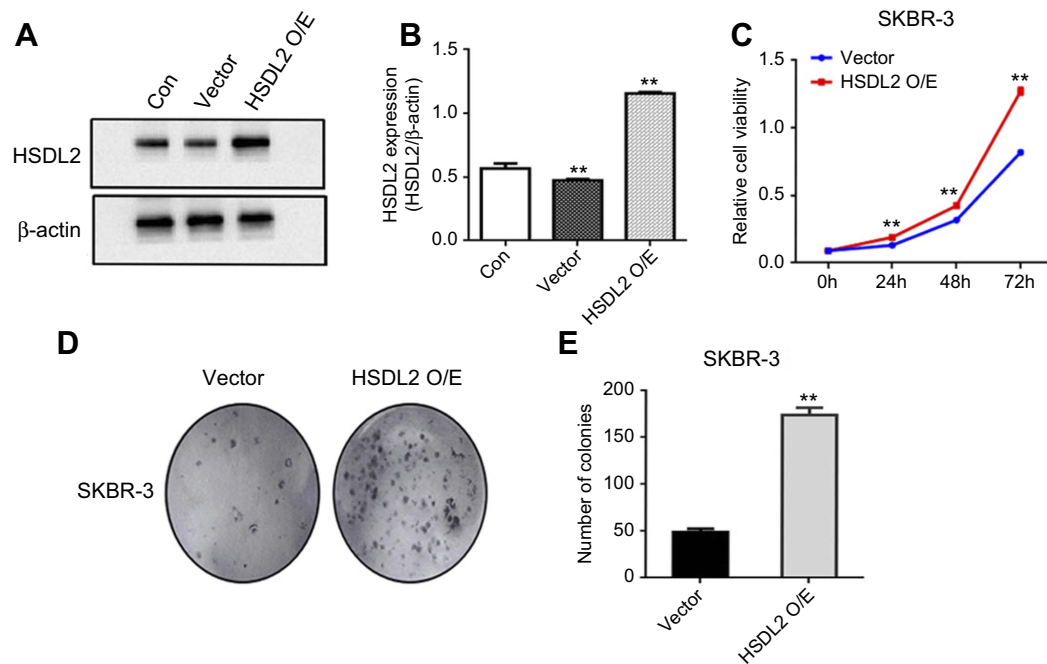 A
Con
Vector
HSDL2 O/E
HSDL2
β-actin
B
HSDL2 expression
(HSDL2/β-actin)
1.5
1.0
0.5
0.0
**
**
Con
Vector
HSDL2 O/E
C
SKBR-3
Vector
HSDL2 O/E
Relative cell viability
1.5
1.0
0.5
0.0
**
**
**
0h
24h
48h
72h
D
Vector
HSDL2 O/E
SKBR-3
E
SKBR-3
Number of colonies
200
150
100
50
0
**
Vector
HSDL2 O/E